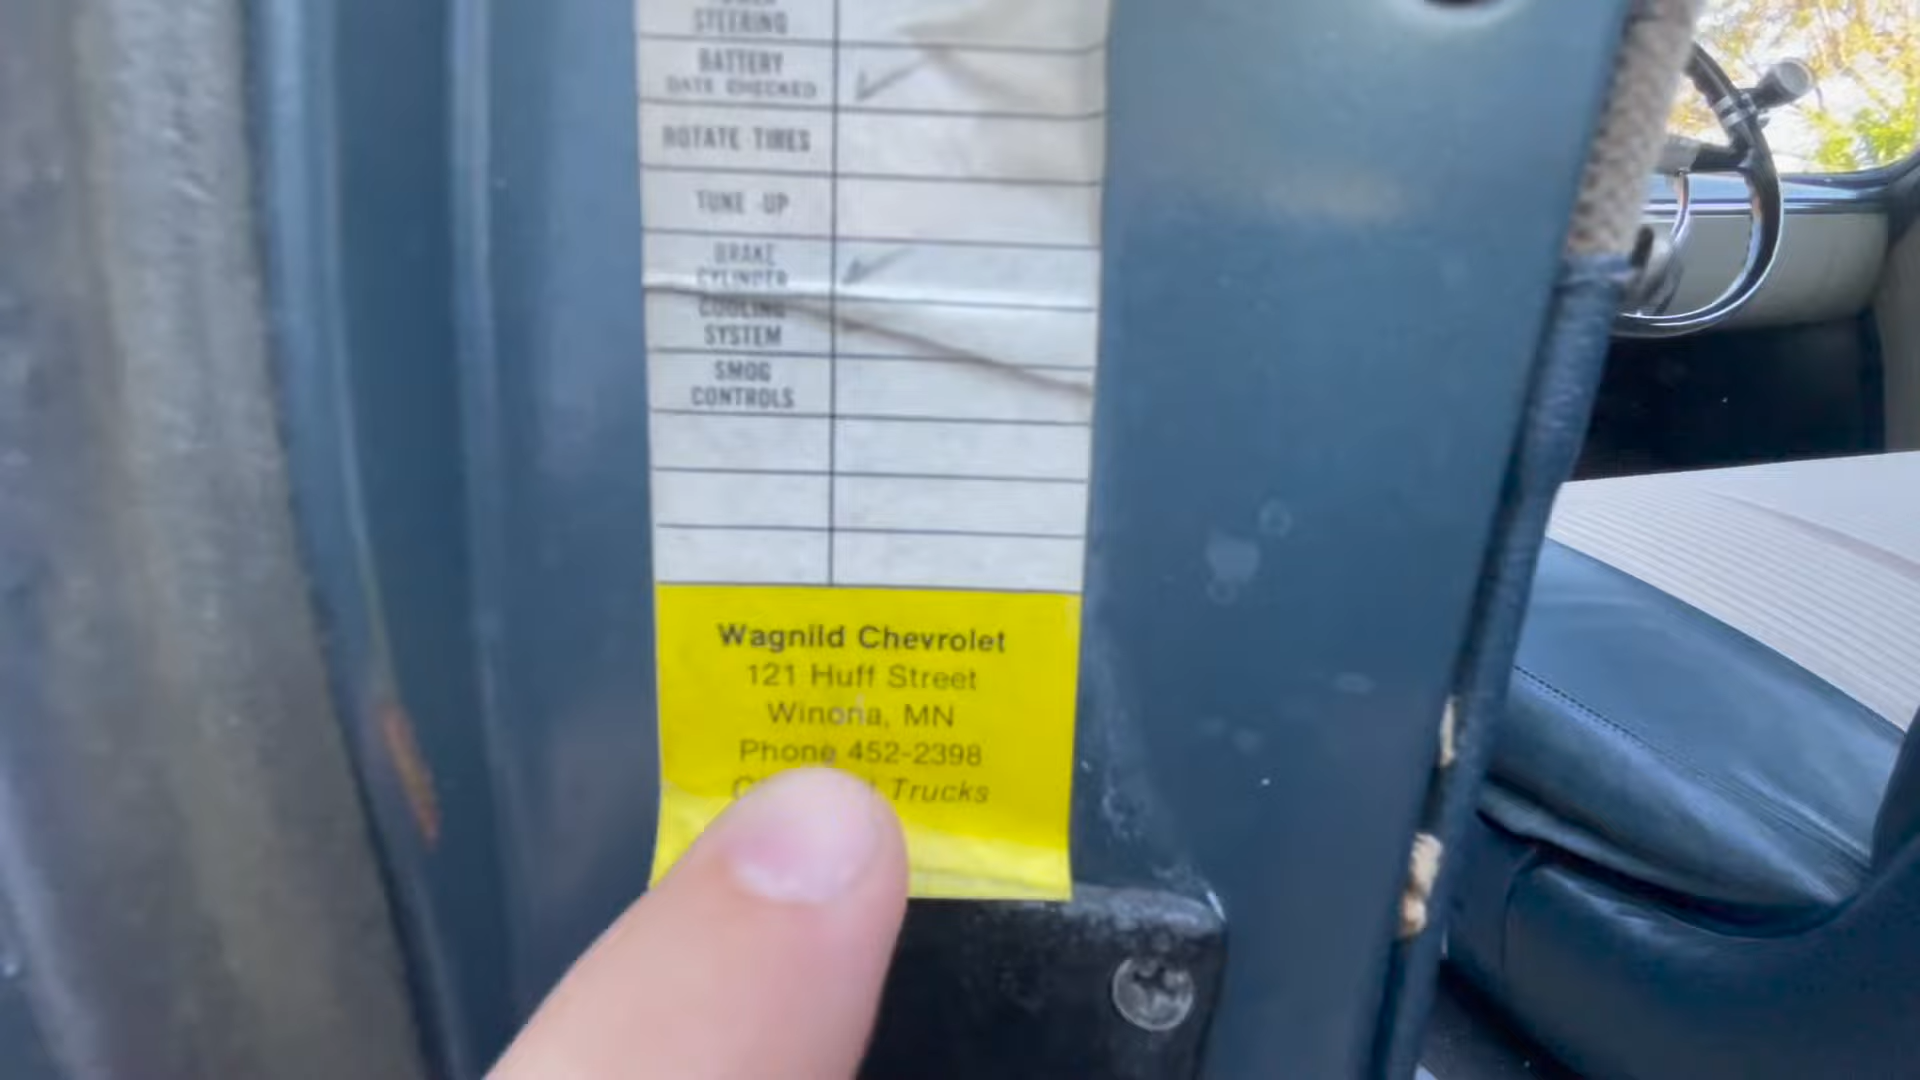 STEERING
BATTERY
DATE CHECKED
ROTATE TIRES
TUNE-UP
BRAKE
CYLINDER
COOLING
SYSTEM
SMOG
CONTROLS
Wagnild Chevrolet
121 Huff Street
Winona, MN
Phone 452-2398
Trucks